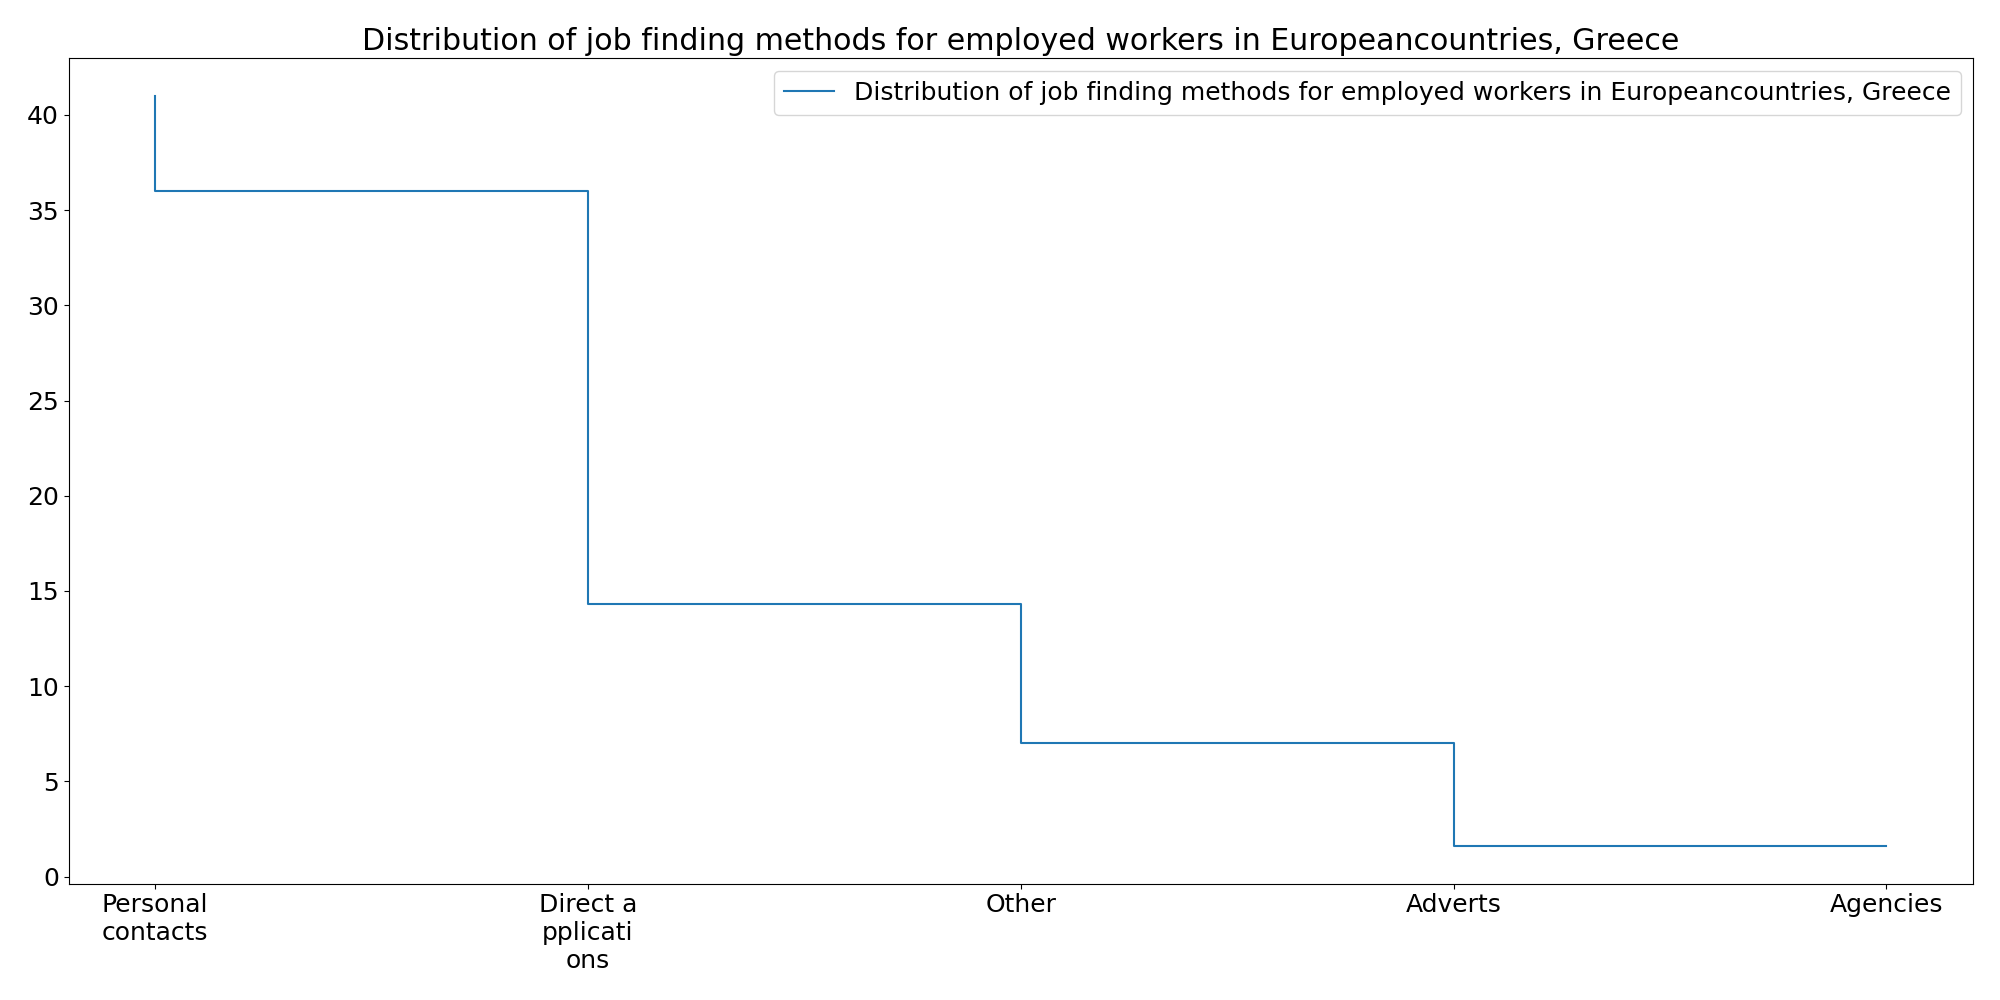 Distribution of job finding methods for employed workers in Europeancountries, Greece
Distribution of job finding methods for employed workers in Europeancountries, Greece
40
35
30
25
20
15
10
5
0
Personal
contacts
Direct a
pplicati
ons
Other
Adverts
Agencies